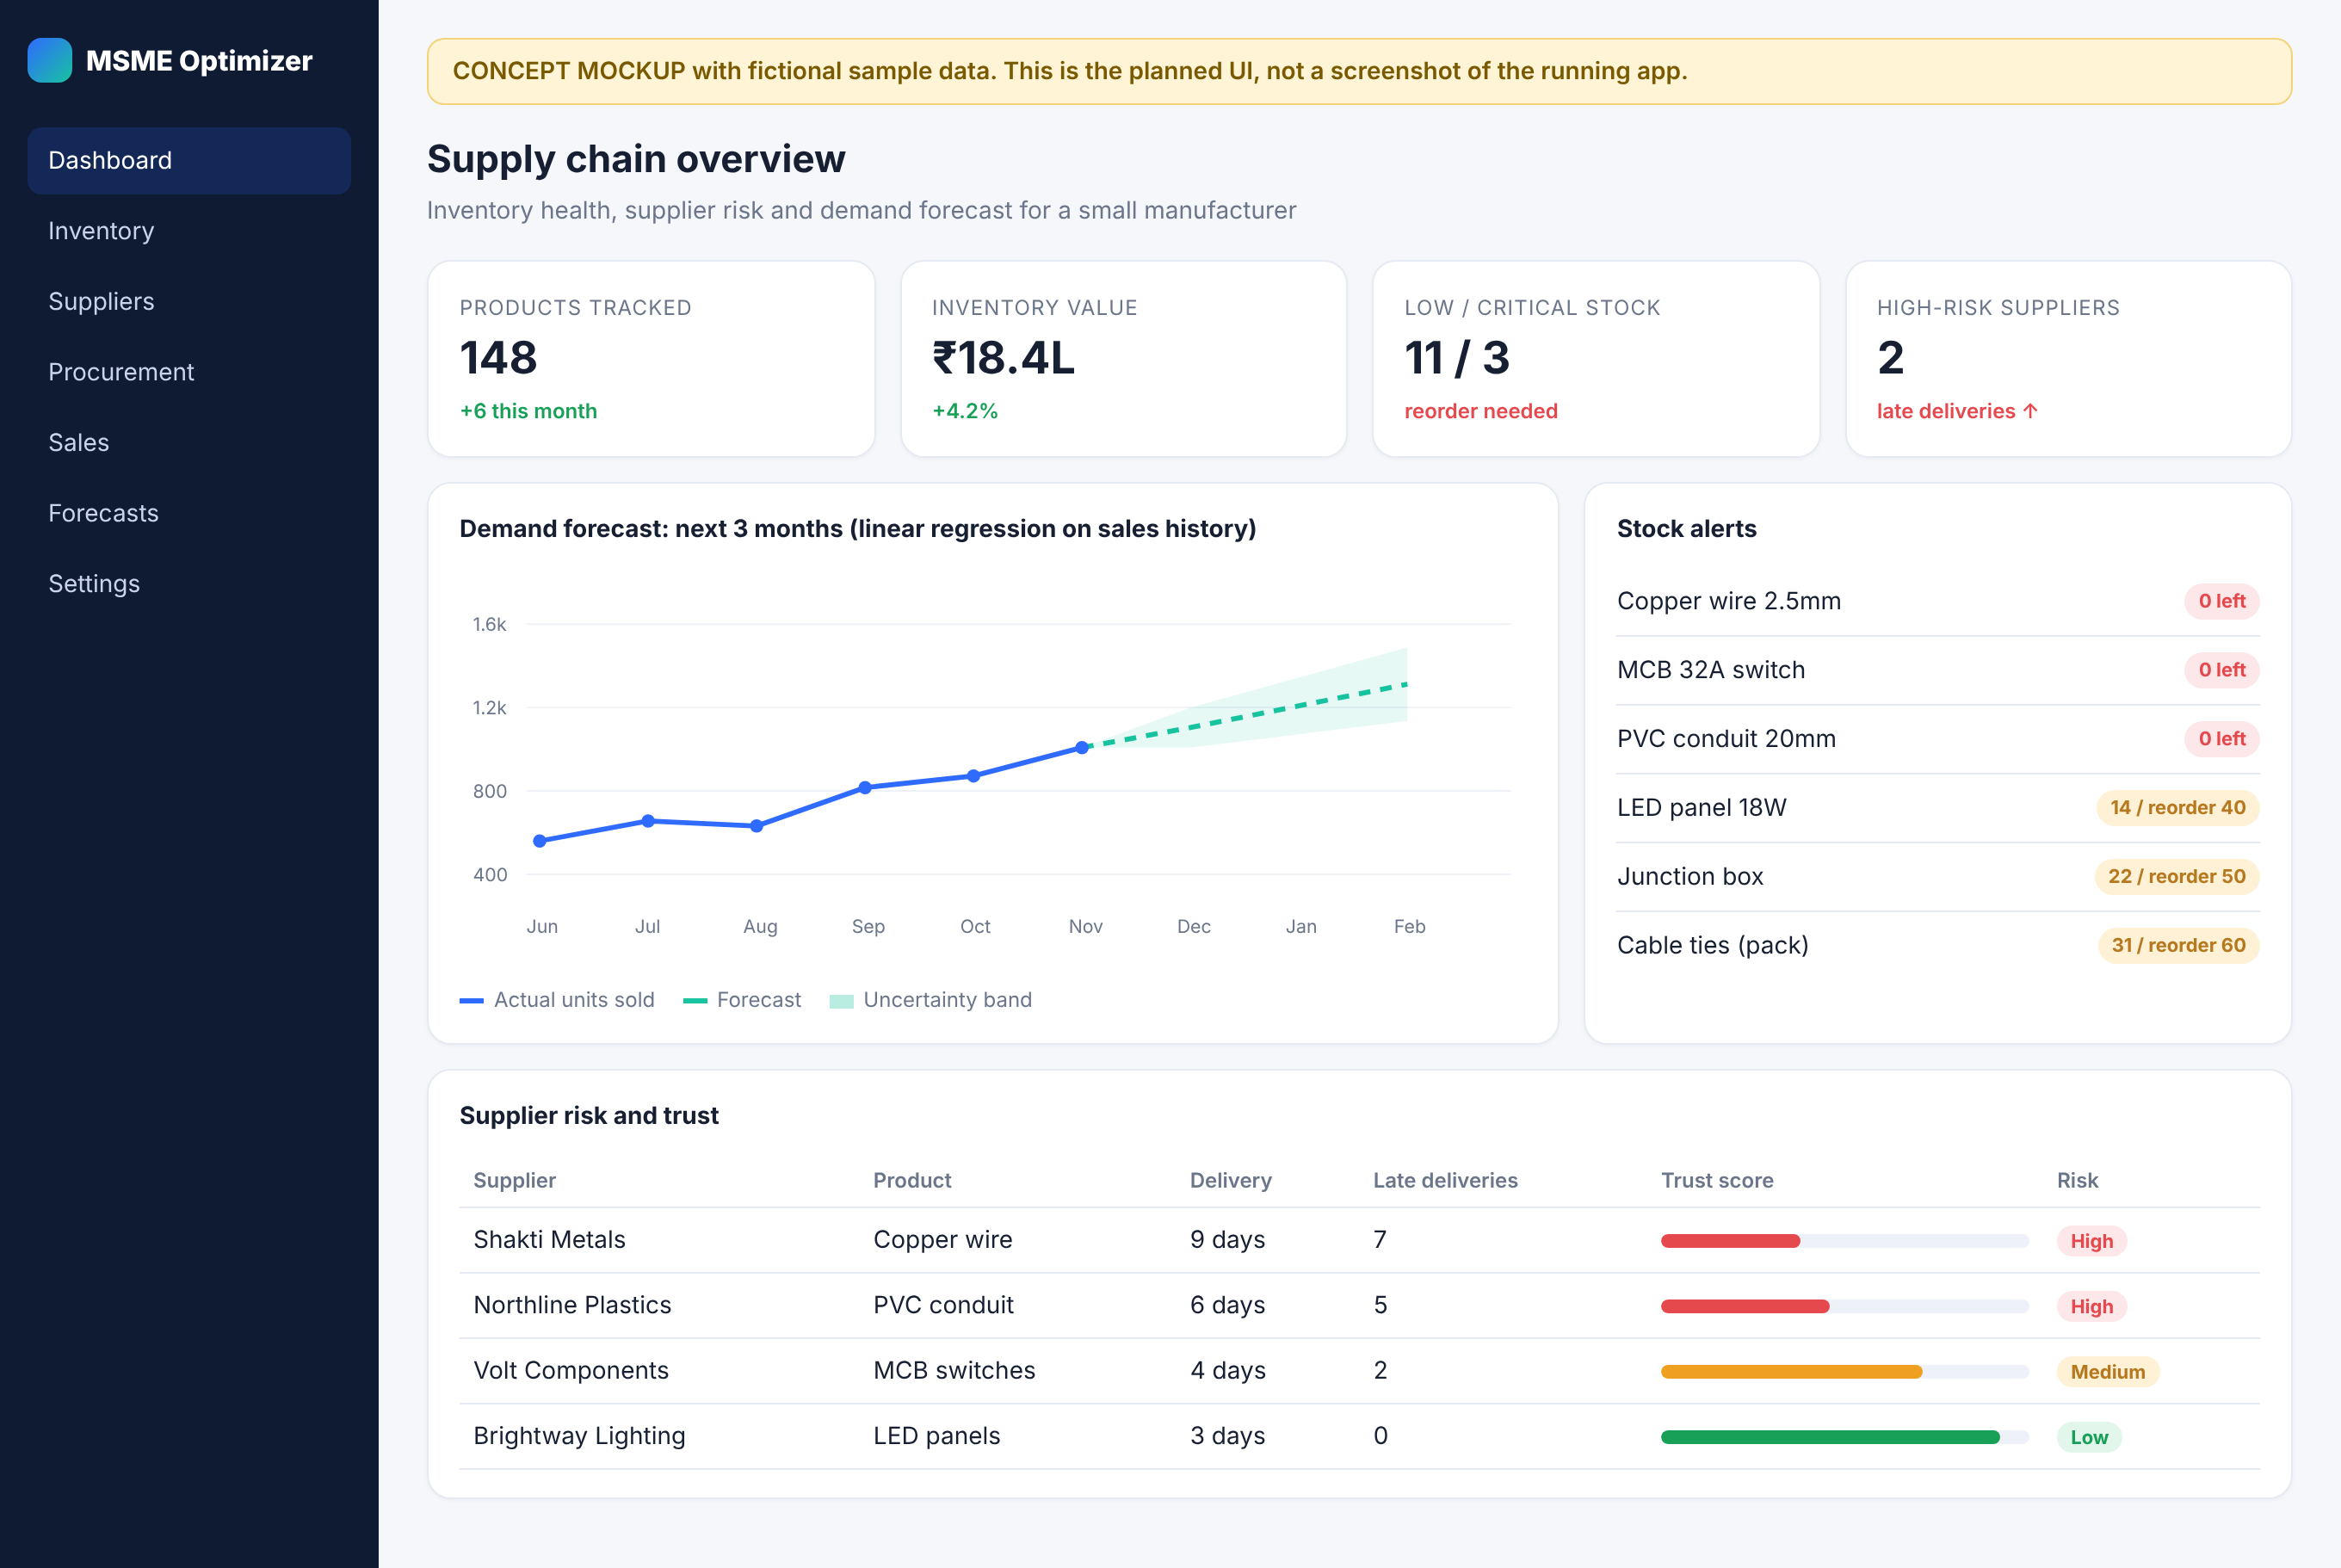 MSME Optimizer
Dashboard
Inventory
Suppliers
Procurement
Sales
Forecasts
Settings
CONCEPT MOCKUP with fictional sample data. This is the planned UI, not a screenshot of the running app.
Supply chain overview
Inventory health, supplier risk and demand forecast for a small manufacturer
PRODUCTS TRACKED
148
+6 this month
INVENTORY VALUE
₹18.4L
+4.2%
LOW / CRITICAL STOCK
11 / 3
reorder needed
HIGH-RISK SUPPLIERS
2
late deliveries ↑
Demand forecast: next 3 months (linear regression on sales history)
1.6k
1.2k
800
400
Jun Jul Aug Sep Oct Nov Dec Jan Feb
Actual units sold Forecast Uncertainty band
Stock alerts
Copper wire 2.5mm 0 left
MCB 32A switch 0 left
PVC conduit 20mm 0 left
LED panel 18W 14 / reorder 40
Junction box 22 / reorder 50
Cable ties (pack) 31 / reorder 60
Supplier risk and trust
Supplier Product Delivery Late deliveries Trust score Risk
Shakti Metals Copper wire 9 days 7 High
Northline Plastics PVC conduit 6 days 5 High
Volt Components MCB switches 4 days 2 Medium
Brightway Lighting LED panels 3 days 0 Low